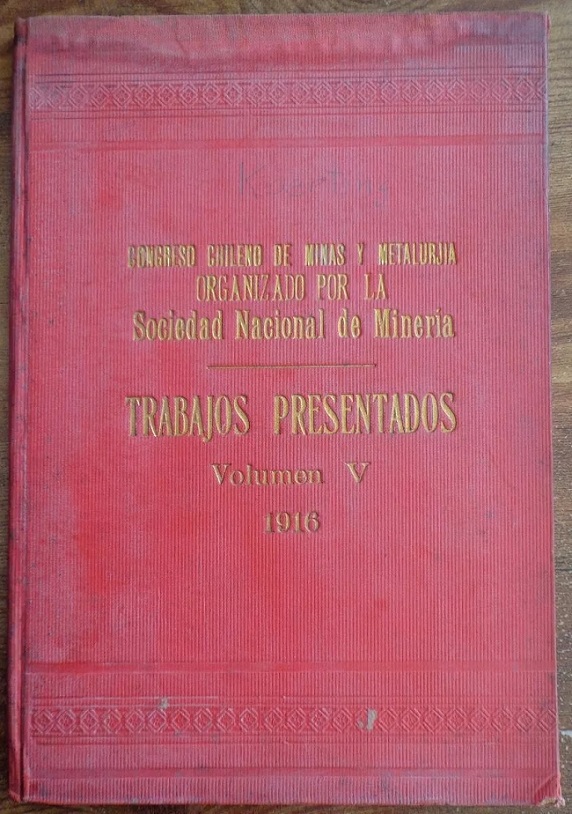 CONGRESO CHILENO DE MINAS Y METALURJIA
ORGANIZADO POR LA
Sociedad Nacional de Minería
TRABAJOS PRESENTADOS
Volumen V
1916